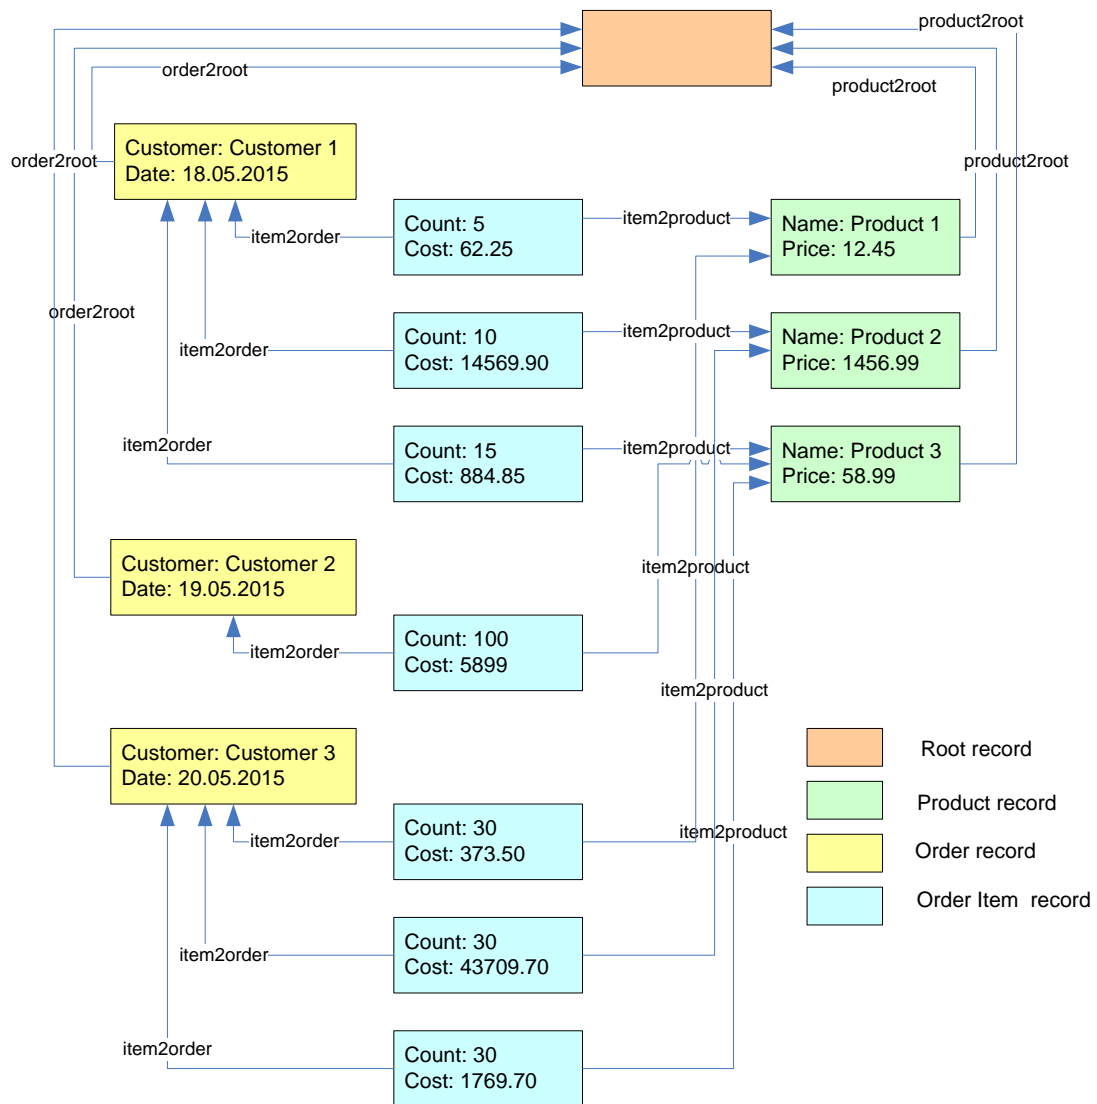 product2root
order2root
product2root
Customer: Customer 1
Date: 18.05.2015
order2root
product2root
Count: 5
Cost: 62.25
item2order
item2product
Name: Product 1
Price: 12.45
order2root
Count: 10
Cost: 14569.90
item2order
item2product
Name: Product 2
Price: 1456.99
Count: 15
Cost: 884.85
item2order
item2product
Name: Product 3
Price: 58.99
Customer: Customer 2
Date: 19.05.2015
item2product
Count: 100
Cost: 5899
item2order
item2product
Customer: Customer 3
Date: 20.05.2015
Root record
Product record
Count: 30
Cost: 373.50
item2order
item2product
Order record
Order Item record
Count: 30
Cost: 43709.70
item2order
Count: 30
Cost: 1769.70
item2order